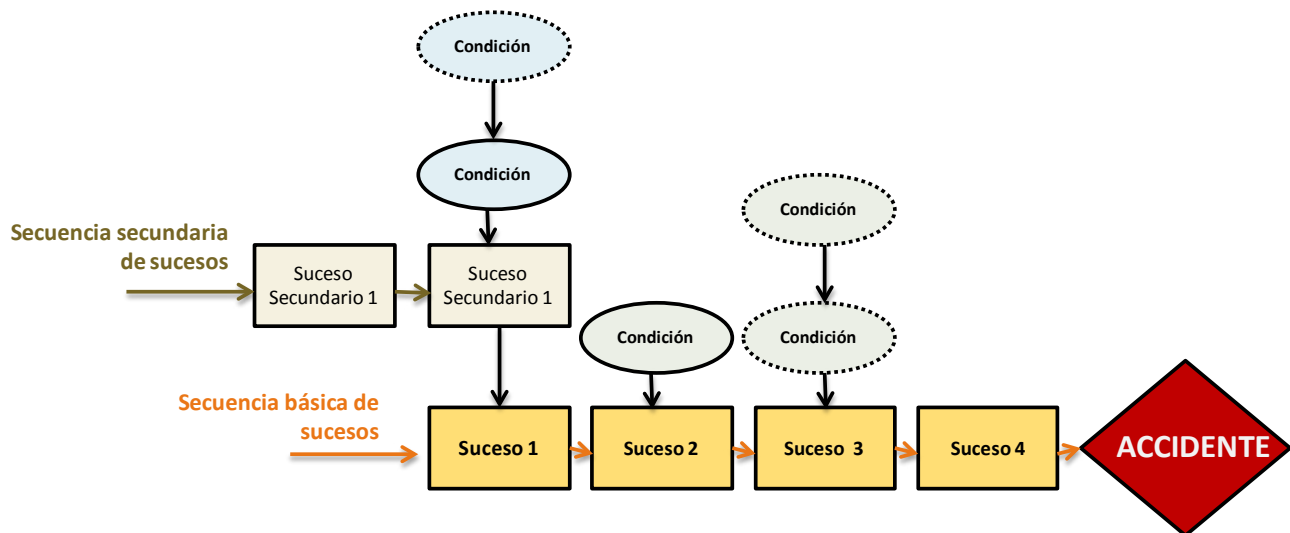 Condición
Condición
Condición
Secuencia secundaria
de sucesos
Suceso
Secundario 1
Suceso
Secundario 1
Condición
Condición
Secuencia básica de
sucesos
Suceso 1
Suceso 2
Suceso 3
Suceso 4
ACCIDENTE